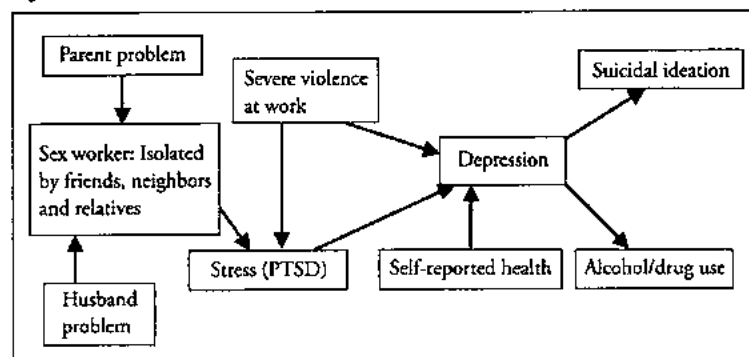 Parent problem
Severe violence
at work
Suicidal ideation
Sex worker: Isolated
by friends, neighbors
and relatives
Depression
Stress (PTSD)
Self-reported health
Alcohol/drug use
Husband
problem